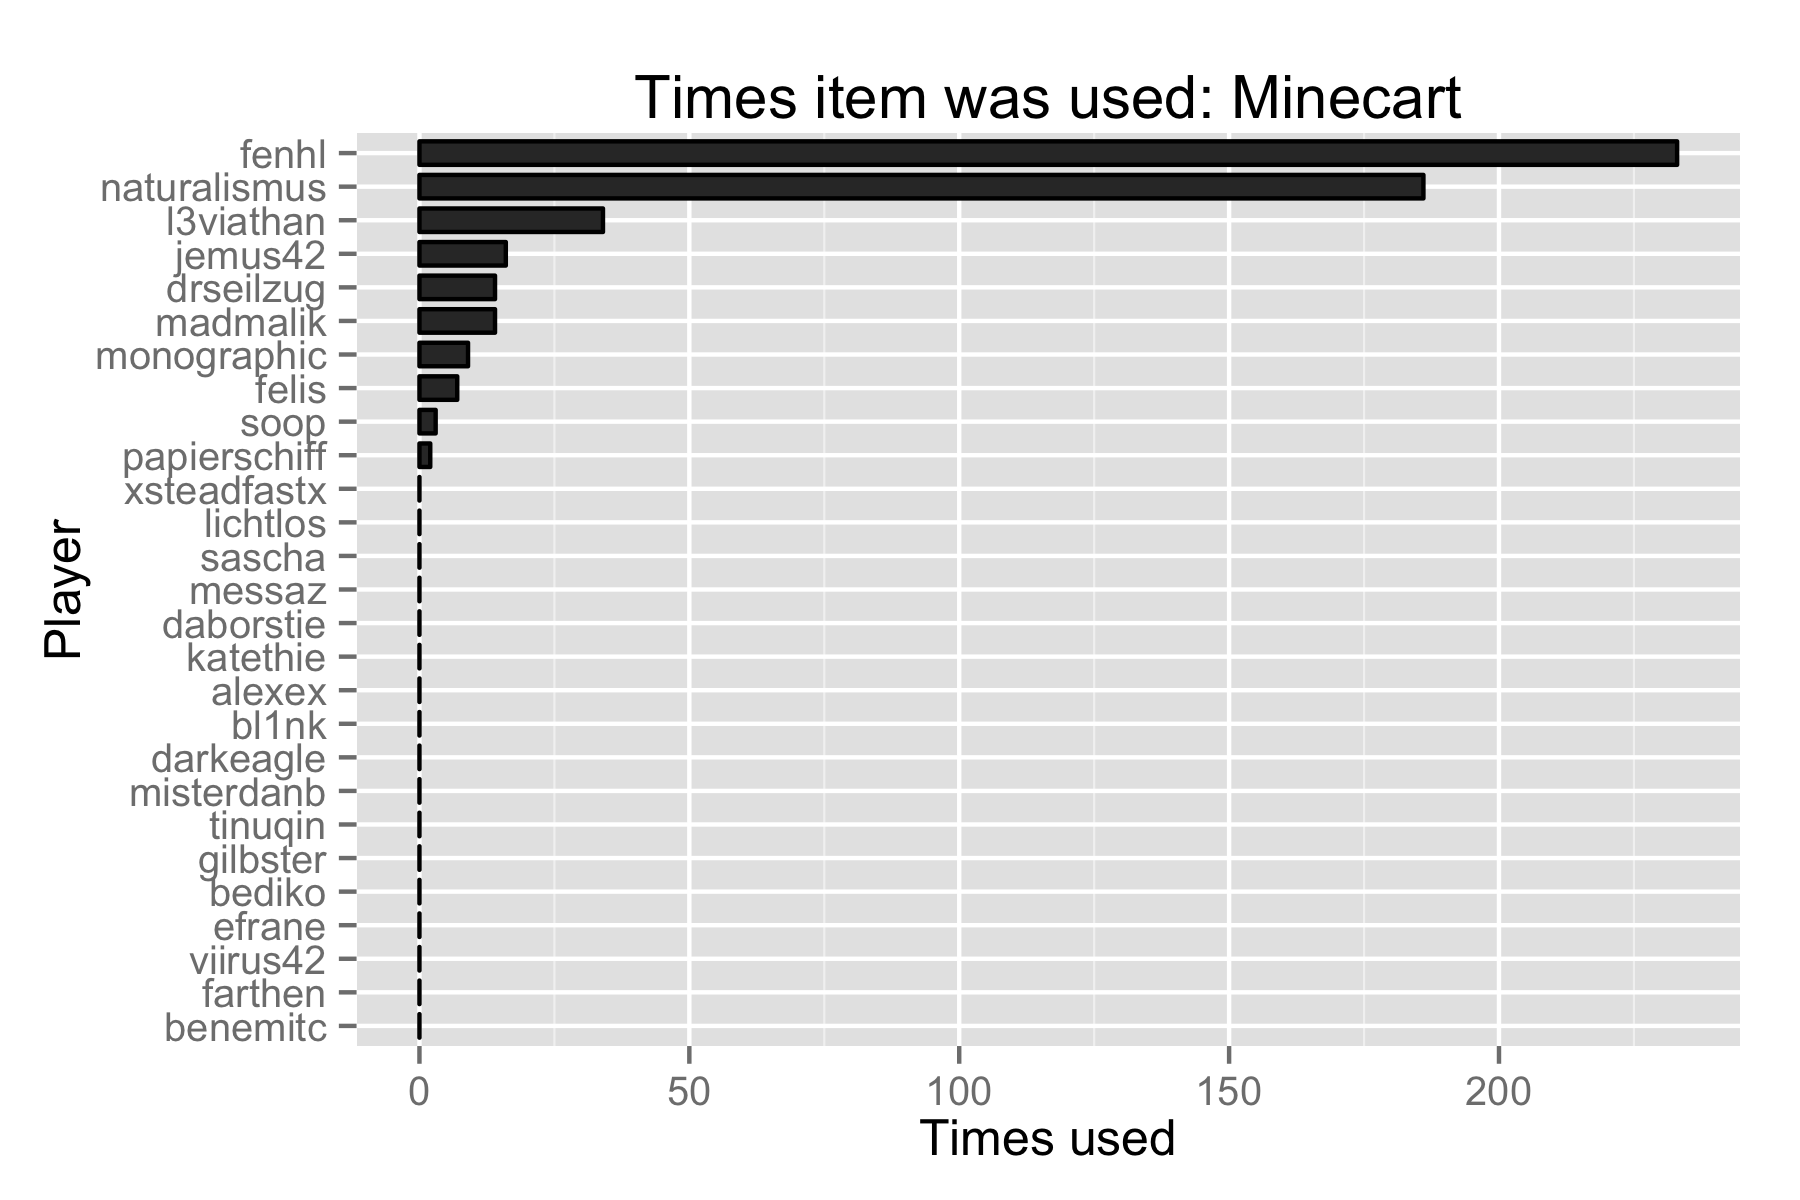 Times item was used: Minecart
fenhl
naturalismus
l3viathan
jemus42
drseilzug
madmalik
monographic
felis
soop
papierschiff
xsteadfastx
lichtlos
sascha
messaz
daborstie
katethie
alexex
bl1nk
darkeagle
misterdanb
tinuqin
gilbster
bediko
efrane
viirus42
farthen
benemitc
Player
0 50 100 150 200
Times used